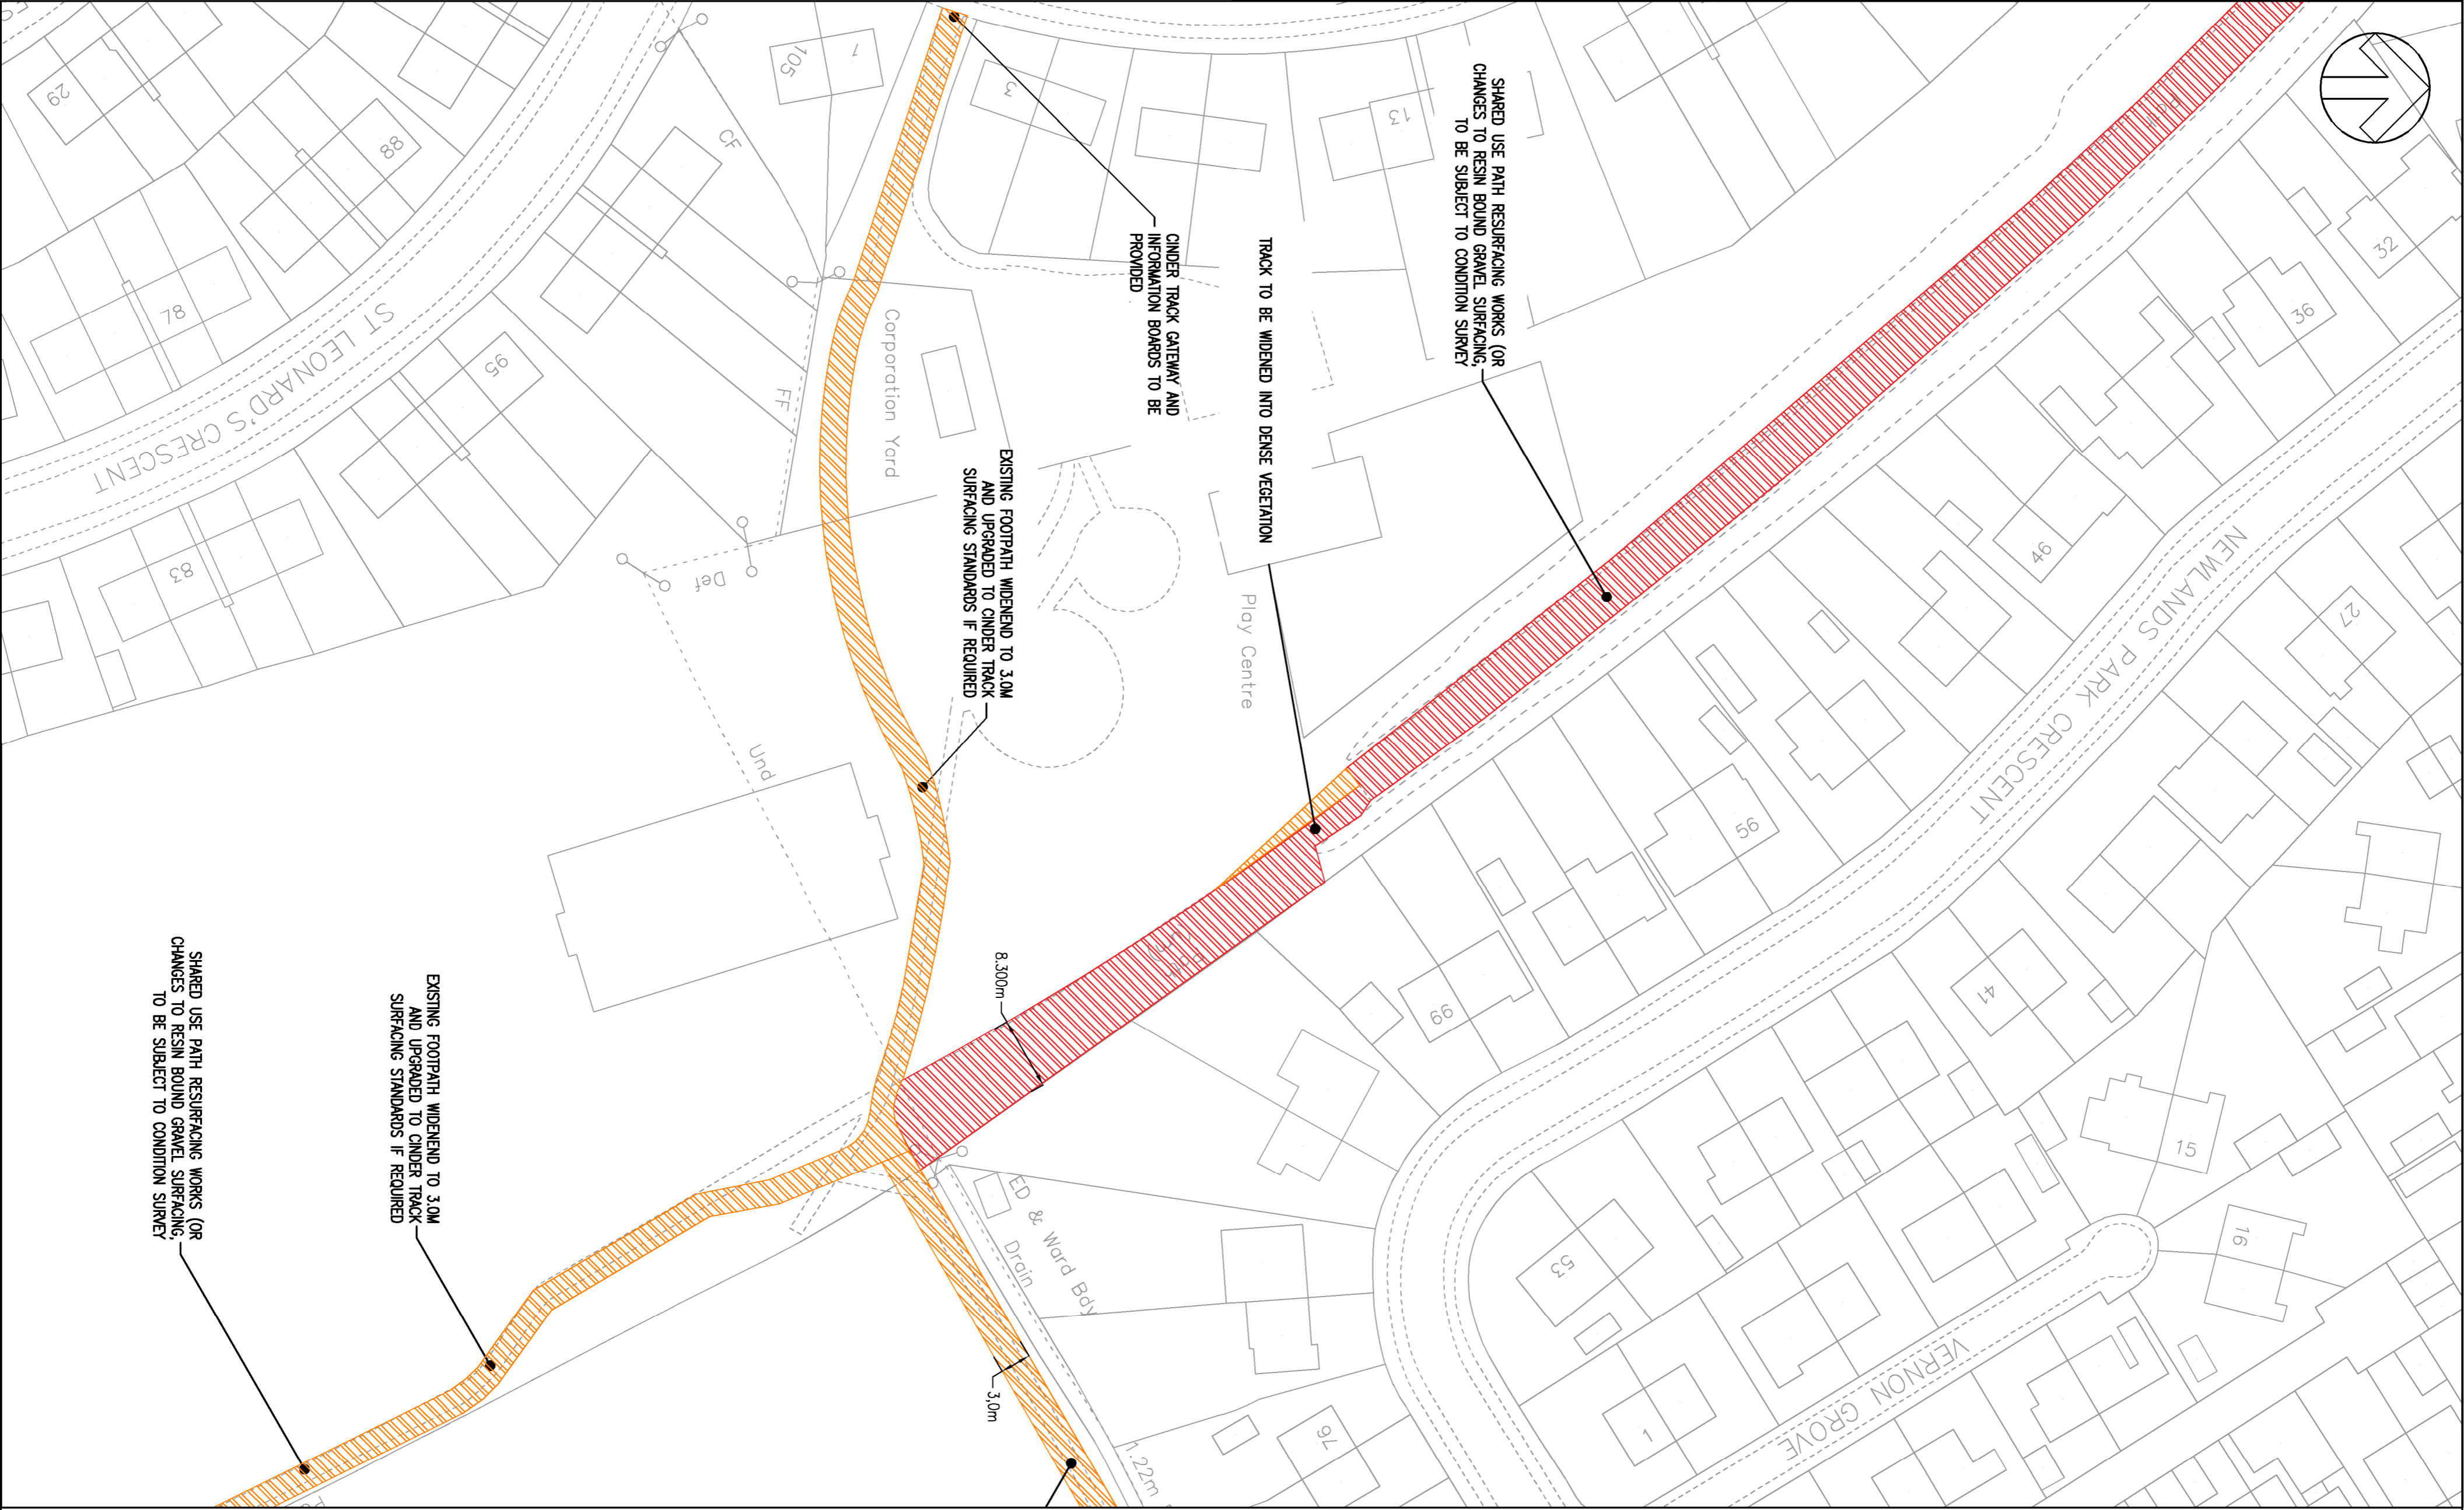 SHARED USE PATH RESURFACING WORKS (OR
CHANGES TO RESIN BOUND GRAVEL SURFACING,
TO BE SUBJECT TO CONDITION SURVEY
TRACK TO BE WIDENED INTO DENSE VEGETATION
CINDER TRACK GATEWAY AND
INFORMATION BOARDS TO BE
PROVIDED
EXISTING FOOTPATH WIDENEND TO 3.0M
AND UPGRADED TO CINDER TRACK
SURFACING STANDARDS IF REQUIRED
8.300m
3,0m
EXISTING FOOTPATH WIDENEND TO 3.0M
AND UPGRADED TO CINDER TRACK
SURFACING STANDARDS IF REQUIRED
SHARED USE PATH RESURFACING WORKS (OR
CHANGES TO RESIN BOUND GRAVEL SURFACING,
TO BE SUBJECT TO CONDITION SURVEY
NEWLANDS PARK CRESCENT
VERNON GROVE
ST LEONARD'S CRESCENT
Play Centre
Corporation Yard
ED & Ward Bdy
Drain
1.22m
Path
Path
(um)
CF
FF
Def
Und
32
36
46
27
56
66
41
15
16
53
1
76
13
3
1
105
29
88
78
95
83